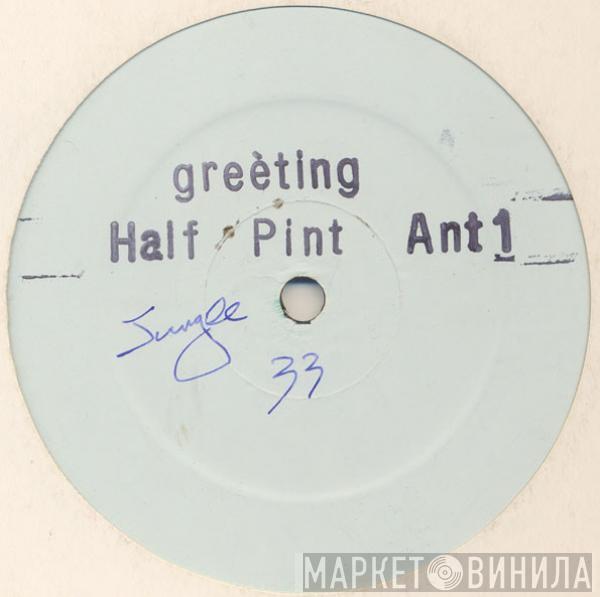 greèting
Half Pint Ant1
Jungle
33
МАРКЕТ ВИНИЛА